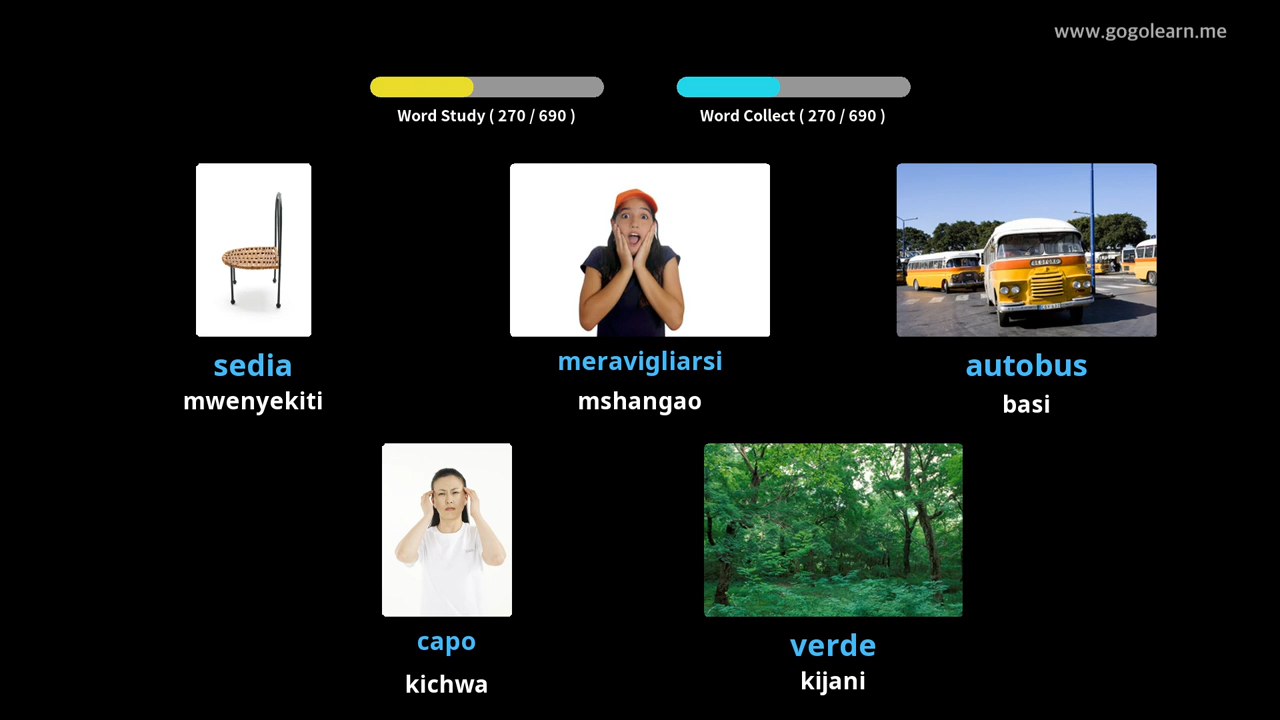 www.gogolearn.me
Word Study ( 270 / 690 )
Word Collect ( 270 / 690 )
sedia
mwenyekiti
meravigliarsi
mshangao
autobus
basi
capo
kichwa
verde
kijani